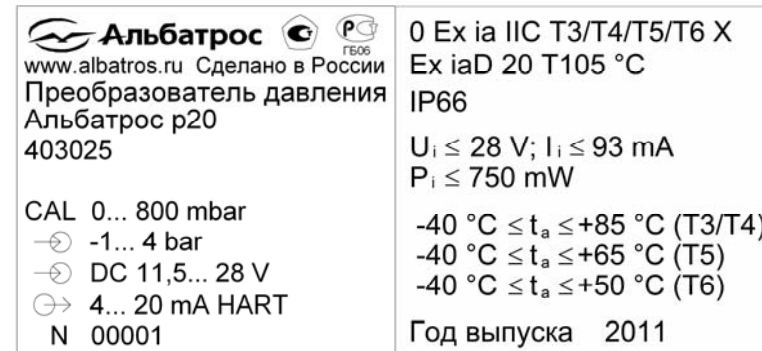 Альбатрос
ГБ06
www.albatros.ru Сделано в России
Преобразователь давления
Альбатрос р20
403025
CAL 0... 800 mbar
-1... 4 bar
DC 11,5... 28 V
4... 20 mA HART
N 00001
0 Ex ia IIC T3/T4/T5/T6 X
Ex iaD 20 T105 °C
IP66
Ui ≤ 28 V; Ii ≤ 93 mA
Pi ≤ 750 mW
-40 °C ≤ ta ≤ +85 °C (T3/T4)
-40 °C ≤ ta ≤ +65 °C (T5)
-40 °C ≤ ta ≤ +50 °C (T6)
Год выпуска 2011